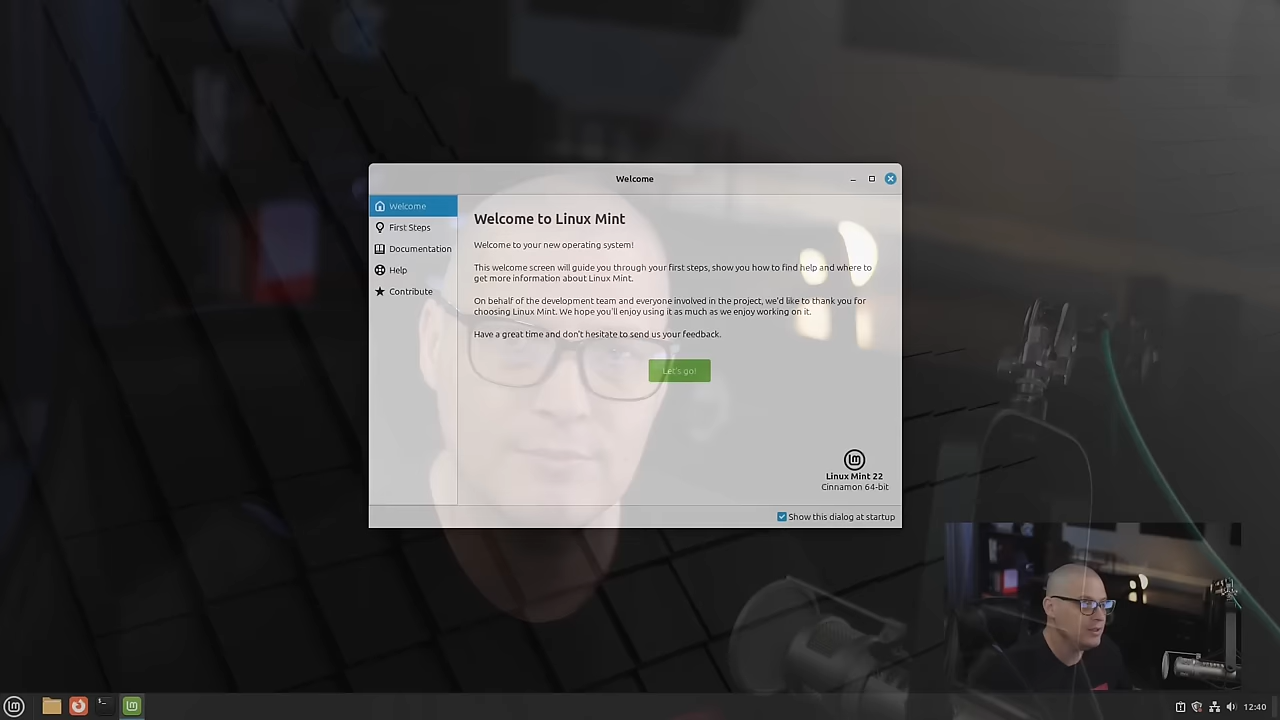 Welcome
Welcome
First Steps
Documentation
Help
Contribute
Welcome to Linux Mint
Welcome to your new operating system!
This welcome screen will guide you through your first steps, show you how to find help and where to
get more information about Linux Mint.
On behalf of the development team and everyone involved in the project, we'd like to thank you for
choosing Linux Mint. We hope you'll enjoy using it as much as we enjoy working on it.
Have a great time and don't hesitate to send us your feedback.
Let's go!
Linux Mint 22
Cinnamon 64-bit
Show this dialog at startup
12:40